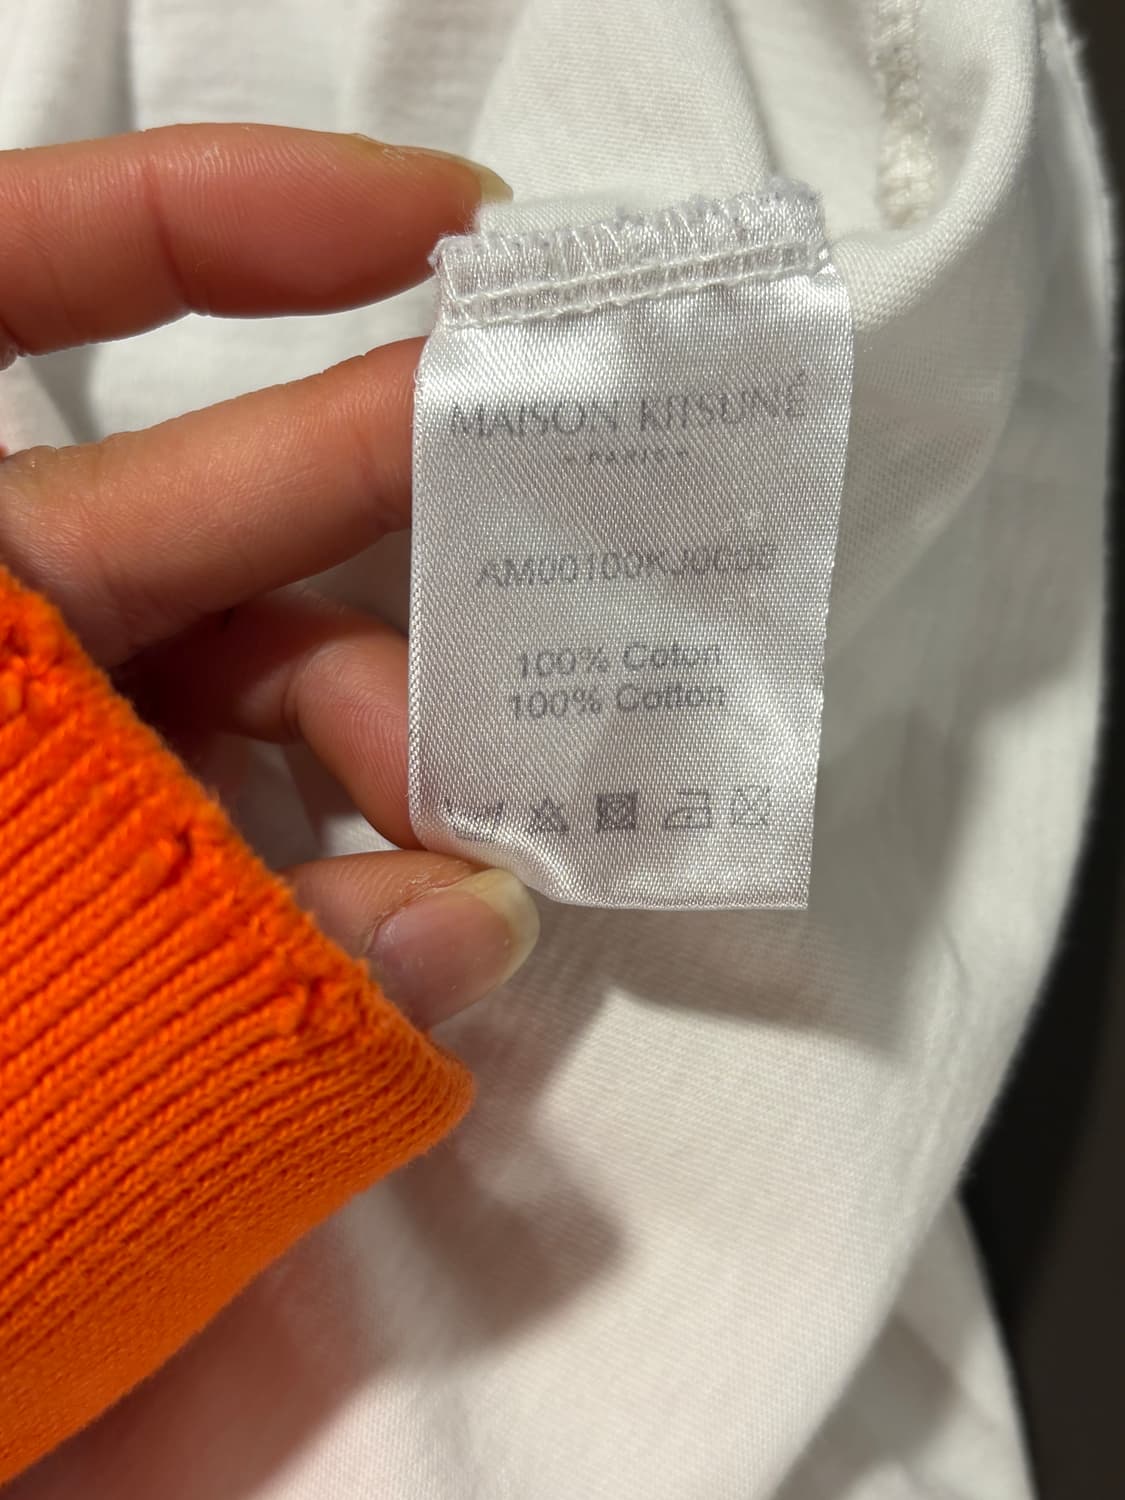 MAISON KITSUNÉ
- PARIS -
100% Coton
100% Cotton